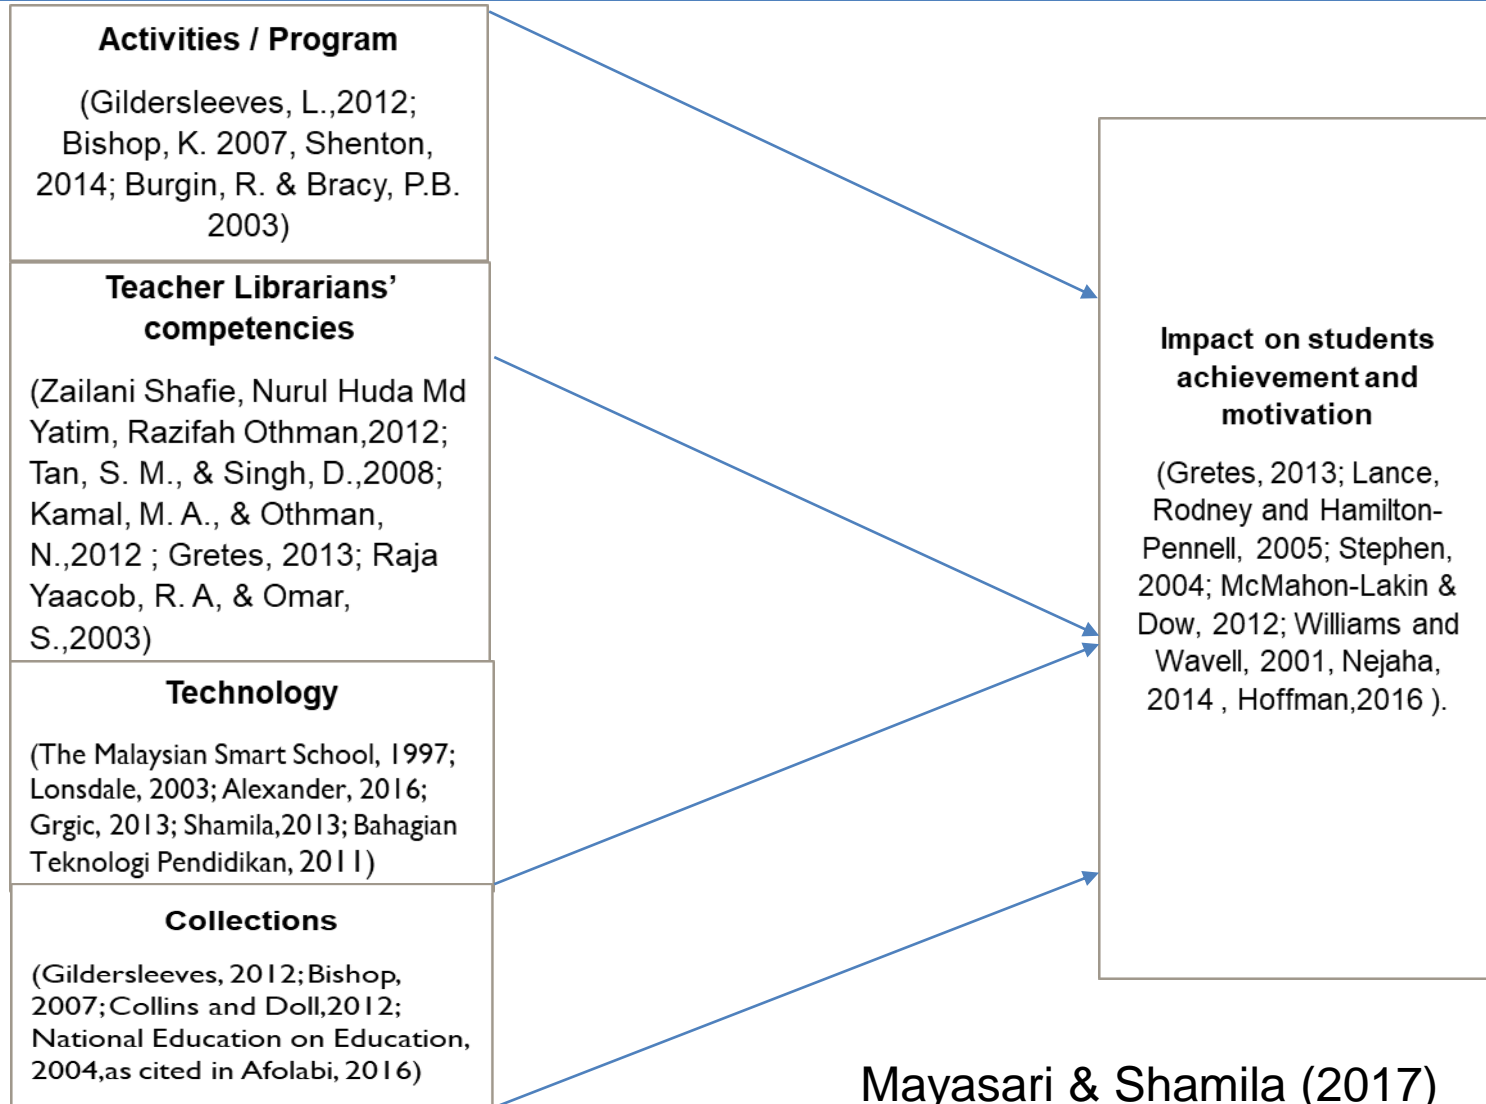 Activities / Program
(Gildersleeves, L.,2012;
Bishop, K. 2007, Shenton,
2014; Burgin, R. & Bracy, P.B.
2003)
Teacher Librarians’
competencies
(Zailani Shafie, Nurul Huda Md
Yatim, Razifah Othman,2012;
Tan, S. M., & Singh, D.,2008;
Kamal, M. A., & Othman,
N.,2012 ; Gretes, 2013; Raja
Yaacob, R. A, & Omar,
S.,2003)
Technology
(The Malaysian Smart School, 1997;
Lonsdale, 2003; Alexander, 2016;
Grgic, 2013; Shamila,2013; Bahagian
Teknologi Pendidikan, 2011)
Collections
(Gildersleeves, 2012; Bishop,
2007; Collins and Doll,2012;
National Education on Education,
2004,as cited in Afolabi, 2016)
Impact on students
achievement and
motivation
(Gretes, 2013; Lance,
Rodney and Hamilton-
Pennell, 2005; Stephen,
2004; McMahon-Lakin &
Dow, 2012; Williams and
Wavell, 2001, Nejaha,
2014 , Hoffman,2016 ).
Mayasari & Shamila (2017)